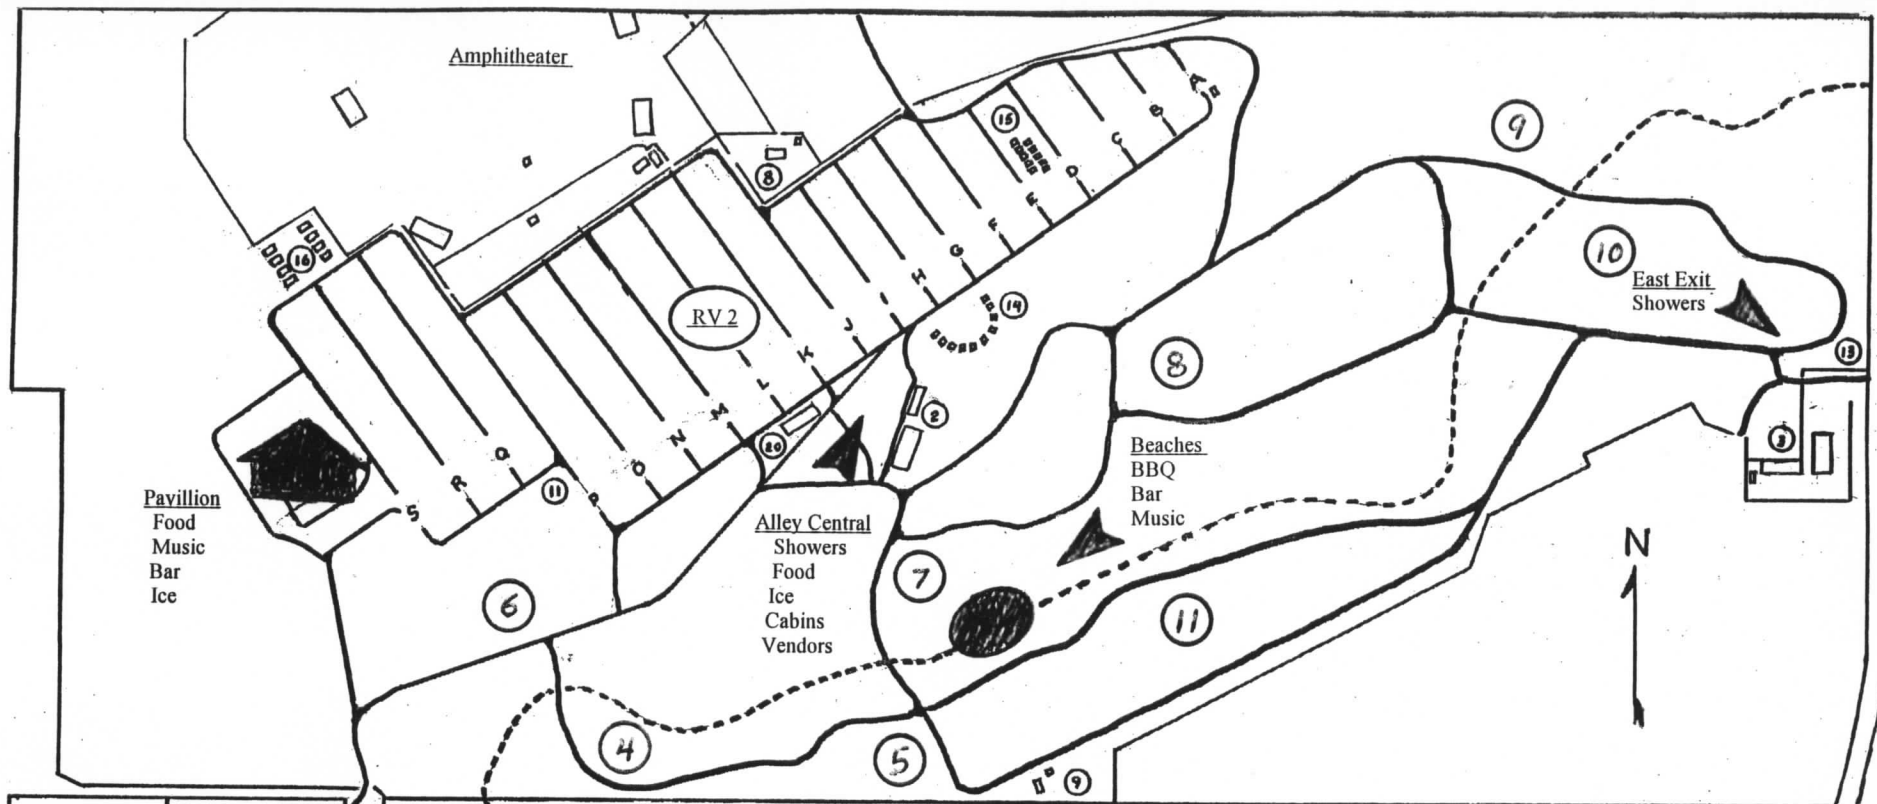 Amphitheater
A
B
C
D
E
F
G
H
I
J
K
L
M
N
O
P
Q
R
S
15
8
16
RV 2
14
2
20
11
9
10
East Exit
Showers
13
3
8
Beaches
BBQ
Bar
Music
Pavillion
Food
Music
Bar
Ice
Alley Central
Showers
Food
Ice
Cabins
Vendors
7
6
11
N
4
5
9